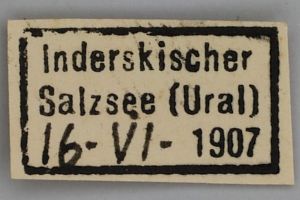 Inderskischer
Salzsee (Ural)
16-VI- 1907